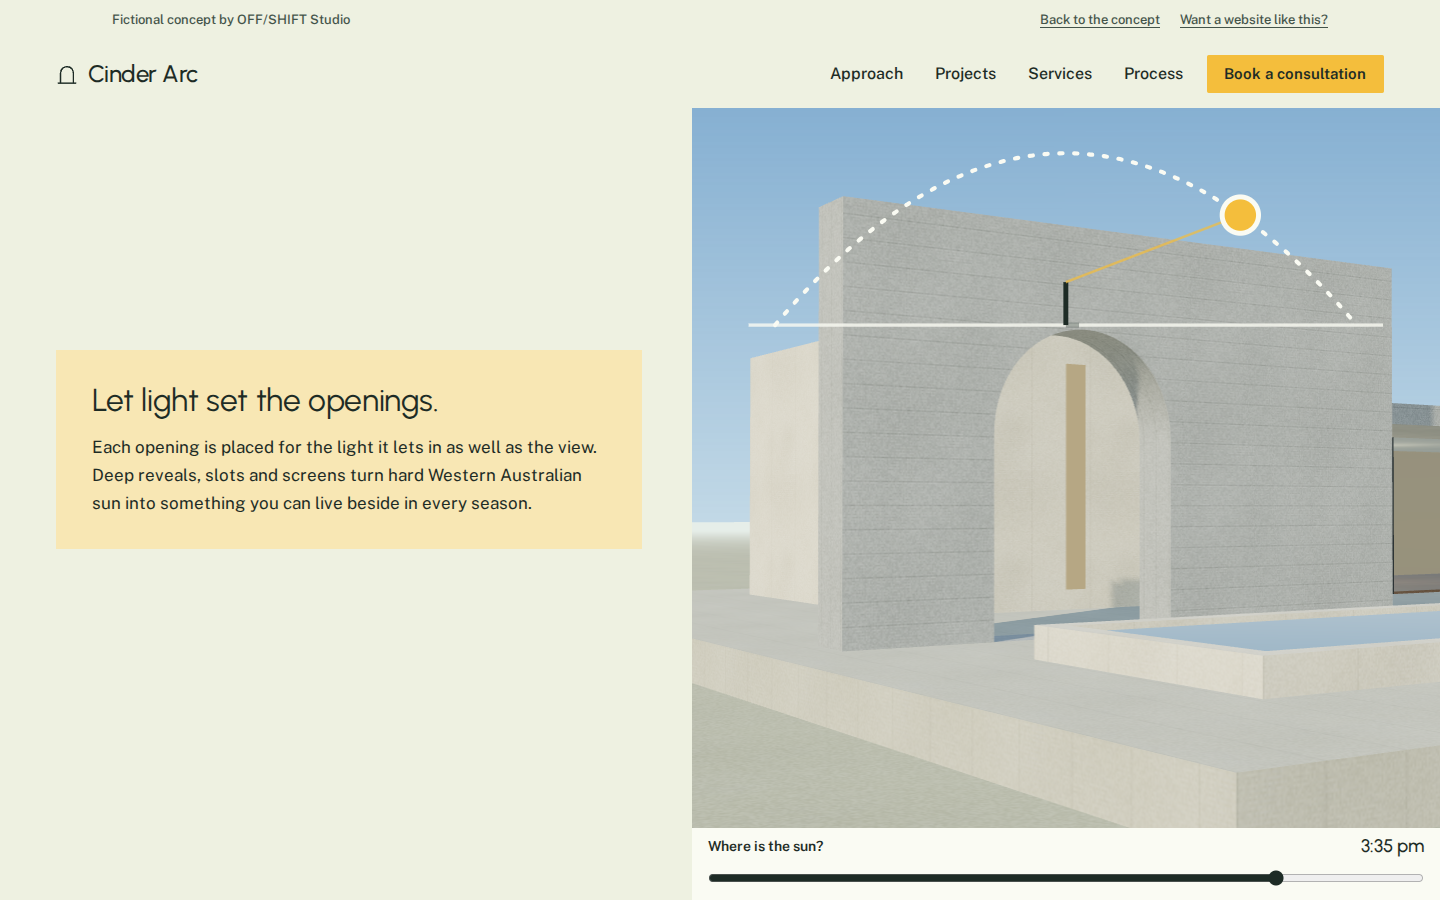 Fictional concept by OFF/SHIFT Studio
Back to the concept
Want a website like this?
Cinder Arc
Approach
Projects
Services
Process
Book a consultation
Let light set the openings.
Each opening is placed for the light it lets in as well as the view.
Deep reveals, slots and screens turn hard Western Australian
sun into something you can live beside in every season.
Where is the sun?
3:35 pm